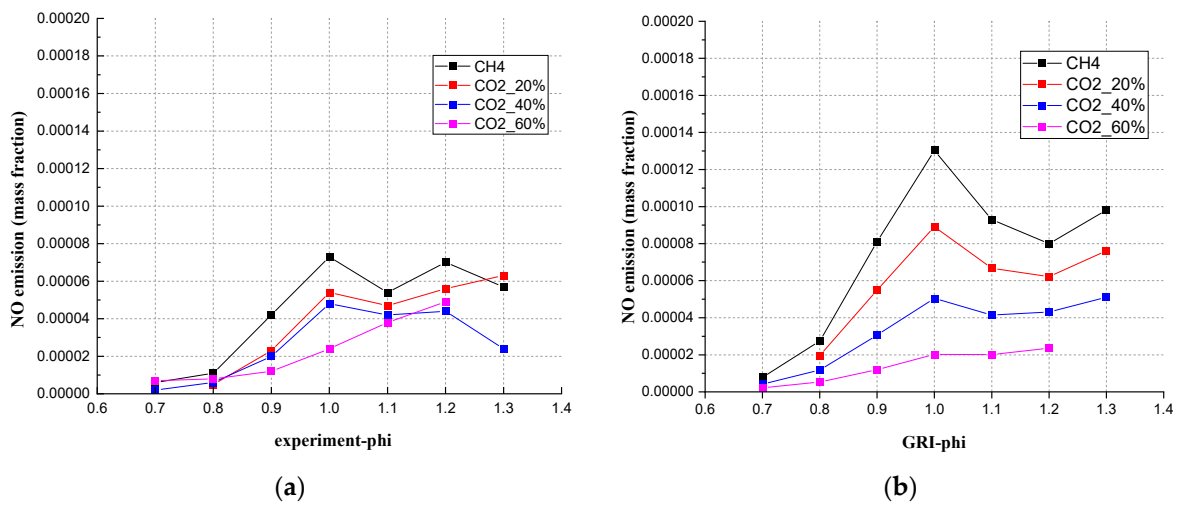 0.00020
0.00018
0.00016
0.00014
0.00012
0.00010
0.00008
0.00006
0.00004
0.00002
0.00000
NO emission (mass fraction)
CH4
CO2_20%
CO2_40%
CO2_60%
0.6 0.7 0.8 0.9 1.0 1.1 1.2 1.3 1.4
experiment-phi
(a)
0.00020
0.00018
0.00016
0.00014
0.00012
0.00010
0.00008
0.00006
0.00004
0.00002
0.00000
NO emission (mass fraction)
CH4
CO2_20%
CO2_40%
CO2_60%
0.6 0.7 0.8 0.9 1.0 1.1 1.2 1.3 1.4
GRI-phi
(b)